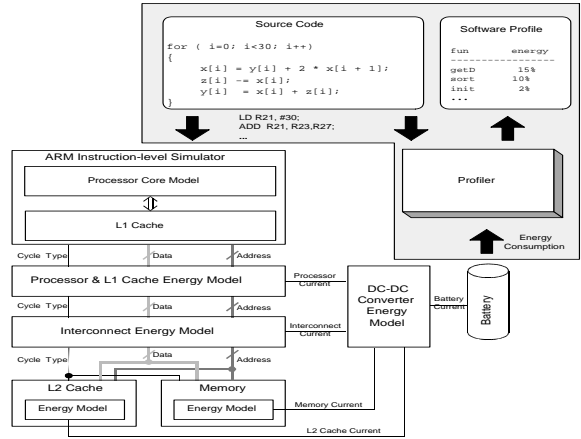 Source Code
for ( i=0; i<30; i++)
{
x[i] = y[i] + 2 * x[i + 1];
z[i] -= x[i];
y[i] = x[i] + z[i];
}
Software Profile
fun energy
getD 15%
sort 10%
init 2%
...
LD R21, #30;
ADD R21, R23,R27;
...
ARM Instruction-level Simulator
Processor Core Model
L1 Cache
Profiler
Energy
Consumption
Cycle Type
Data
Address
Processor & L1 Cache Energy Model
Processor
Current
DC-DC
Converter
Energy
Model
Battery
Current
Battery
Cycle Type
Data
Address
Interconnect Energy Model
Interconnect
Current
Cycle Type
Data
Address
L2 Cache
Energy Model
Memory
Energy Model
Memory Current
L2 Cache Current